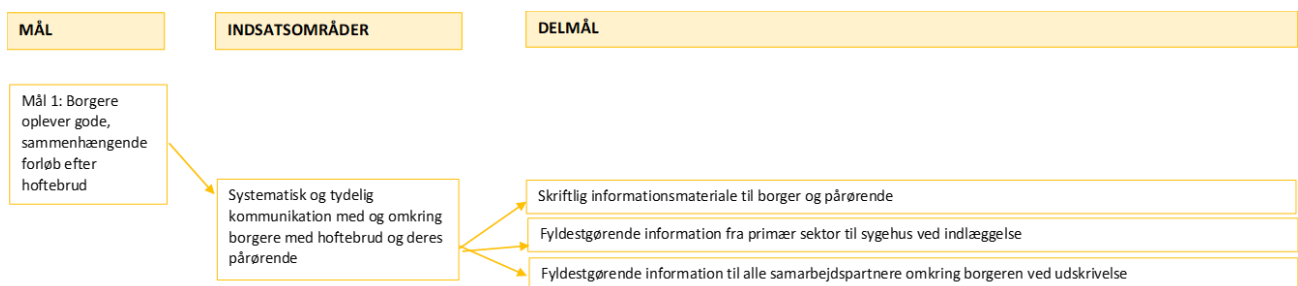 MÅL
INDSATSOMRÅDER
DELMÅL
Mål 1: Borgere
oplever gode,
sammenhængende
forløb efter
hoftebrud
Systematisk og tydelig
kommunikation med og omkring
borgere med hoftebrud og deres
pårørende
Skriftlig informationsmateriale til borger og pårørende
Fyldestgørende information fra primær sektor til sygehus ved indlæggelse
Fyldestgørende information til alle samarbejdspartnere omkring borgeren ved udskrivelse